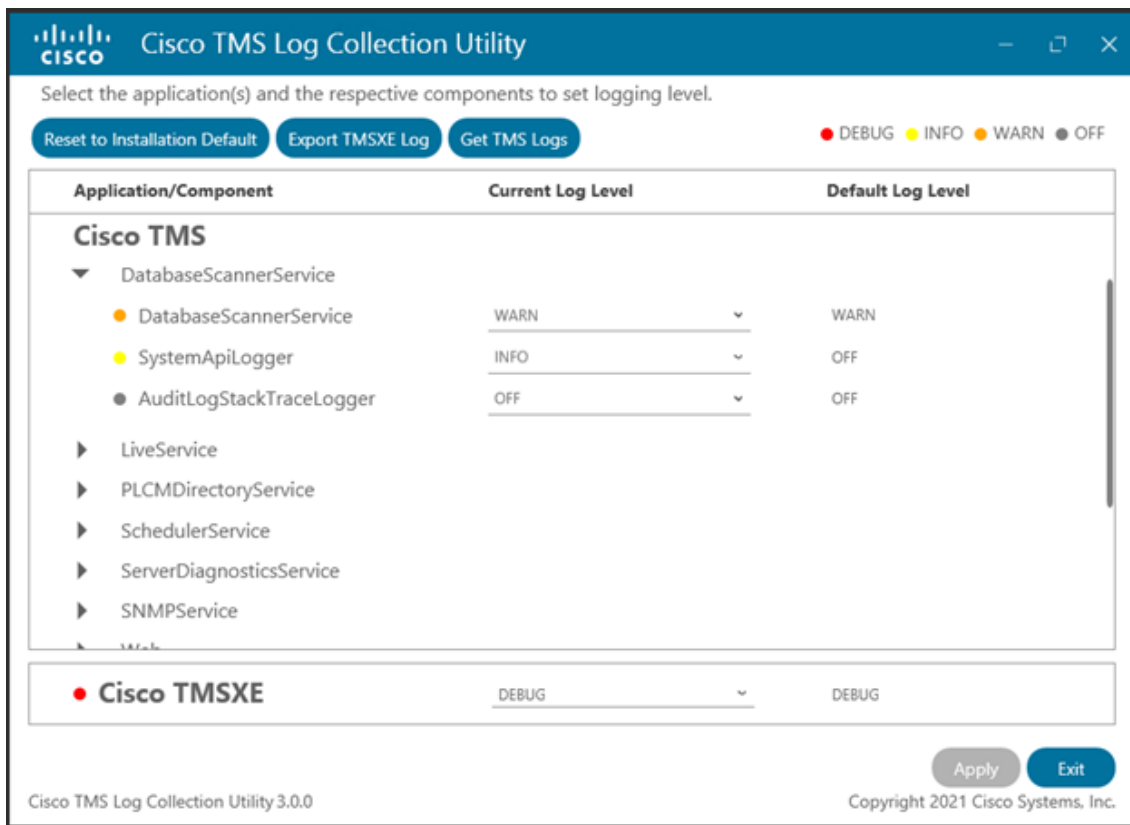 CISCO Cisco TMS Log Collection Utility
Select the application(s) and the respective components to set logging level.
Reset to Installation Default Export TMSXE Log Get TMS Logs DEBUG INFO WARN OFF
Application/Component Current Log Level Default Log Level
Cisco TMS
DatabaseScannerService
DatabaseScannerService WARN WARN
SystemApiLogger INFO OFF
AuditLogStackTraceLogger OFF OFF
LiveService
PLCMDirectoryService
SchedulerService
ServerDiagnosticsService
SNMPService
Cisco TMSXE DEBUG DEBUG
Apply Exit
Cisco TMS Log Collection Utility 3.0.0 Copyright 2021 Cisco Systems, Inc.